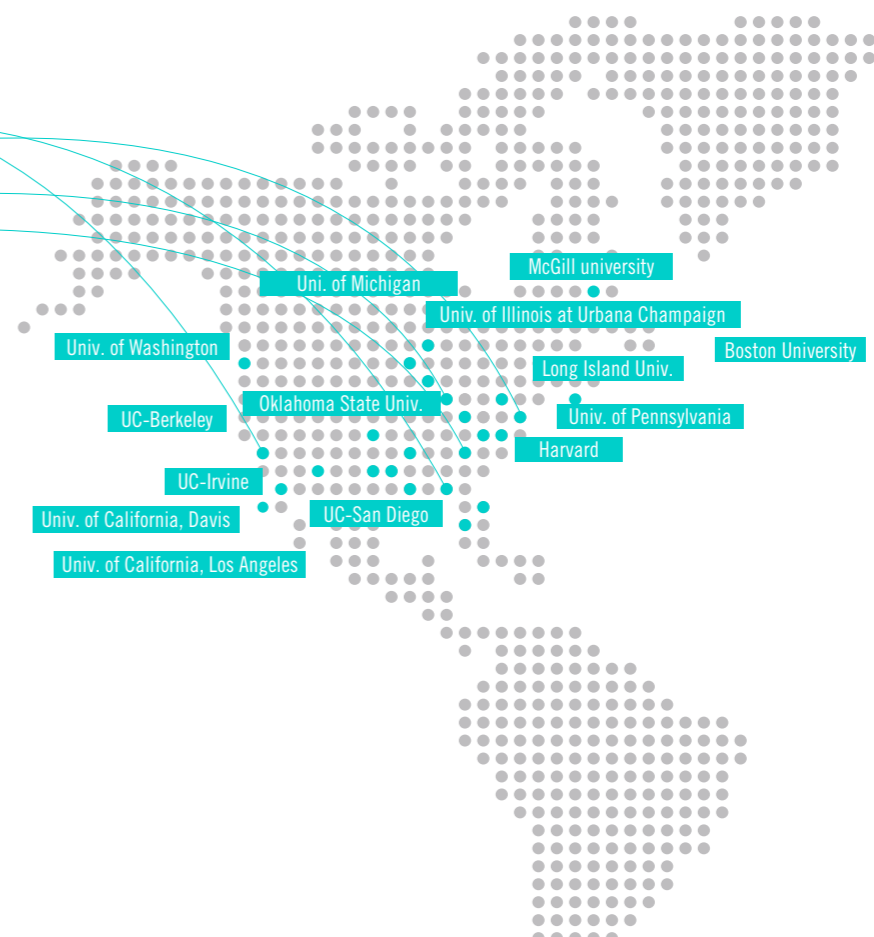 McGill university
Uni. of Michigan
Univ. of Illinois at Urbana Champaign
Univ. of Washington
Boston University
Long Island Univ.
Oklahoma State Univ.
UC-Berkeley
Univ. of Pennsylvania
Harvard
UC-Irvine
UC-San Diego
Univ. of California, Davis
Univ. of California, Los Angeles